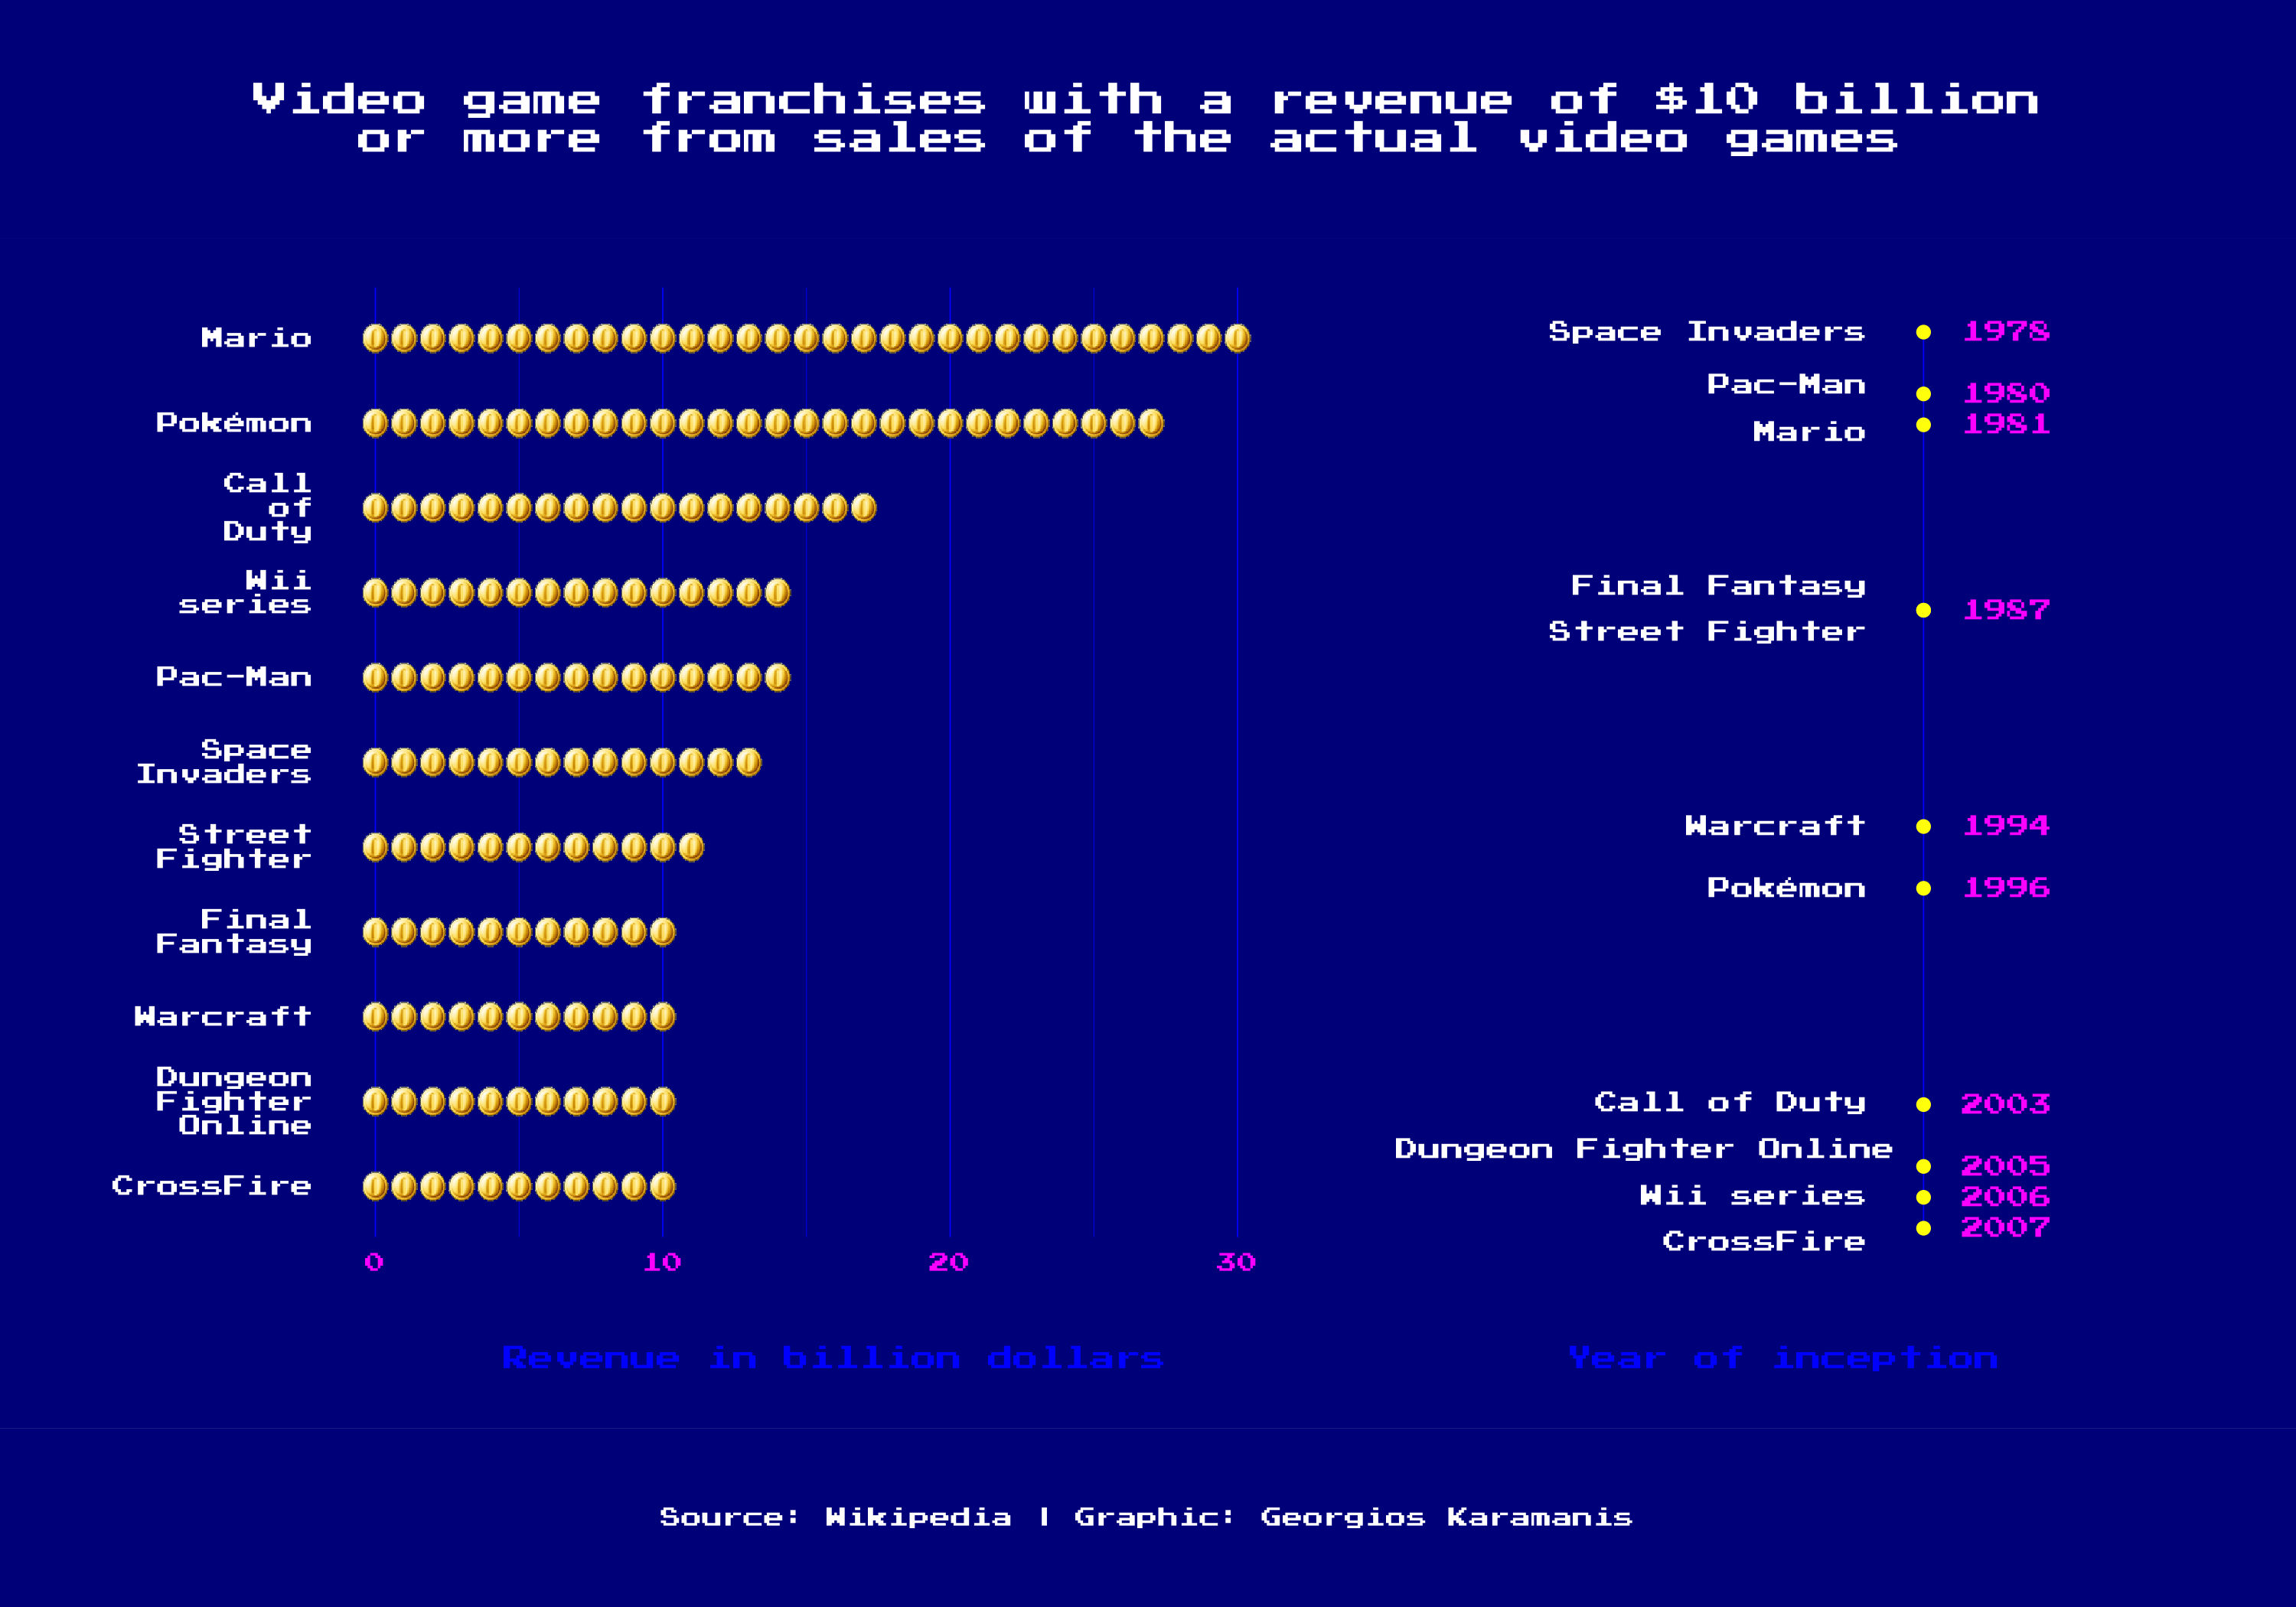 Video game franchises with a revenue of $10 billion
or more from sales of the actual video games
Mario
Pokémon
Call
of
Duty
Wii
series
Pac-Man
Space
Invaders
Street
Fighter
Final
Fantasy
Warcraft
Dungeon
Fighter
Online
CrossFire
0 10 20 30
Revenue in billion dollars
Space Invaders 1978
Pac-Man 1980
Mario 1981
Final Fantasy
1987
Street Fighter
Warcraft 1994
Pokémon 1996
Call of Duty 2003
Dungeon Fighter Online 2005
Wii series 2006
CrossFire 2007
Year of inception
Source: Wikipedia | Graphic: Georgios Karamanis